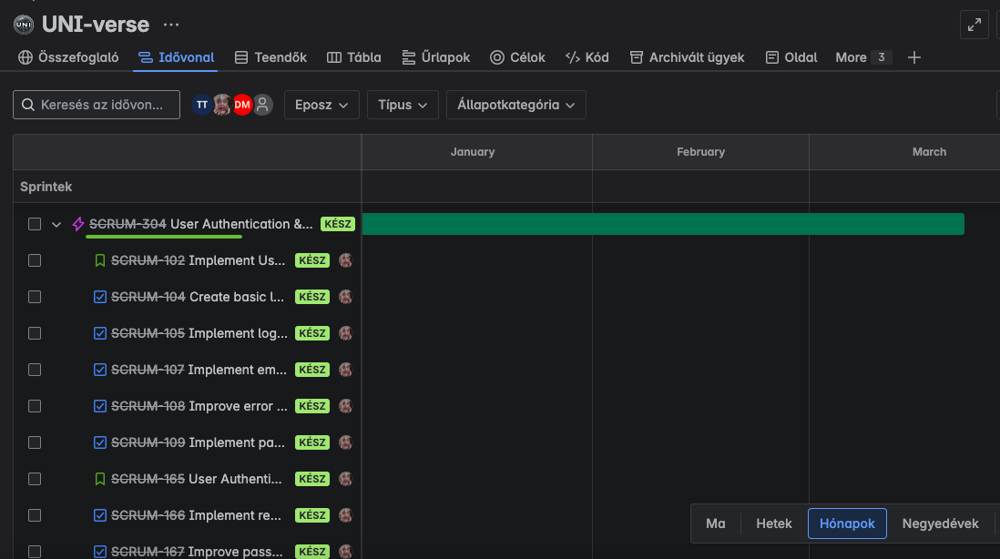 UNI
UNI-verse ...
Összefoglaló Idővonal Teendők Tábla Űrlapok Célok Kód Archivált ügyek Oldal More 3
Keresés az idővon... TT DM Eposz Típus Állapotkategória
January February March
Sprintek
SCRUM-304 User Authentication &... KÉSZ
SCRUM-102 Implement Us... KÉSZ
SCRUM-104 Create basic l... KÉSZ
SCRUM-105 Implement log... KÉSZ
SCRUM-107 Implement em... KÉSZ
SCRUM-108 Improve error ... KÉSZ
SCRUM-109 Implement pa... KÉSZ
SCRUM-165 User Authenti... KÉSZ
SCRUM-166 Implement re... KÉSZ
Ma Hetek Hónapok Negyedévek
SCRUM-167 Improve pass... KÉSZ